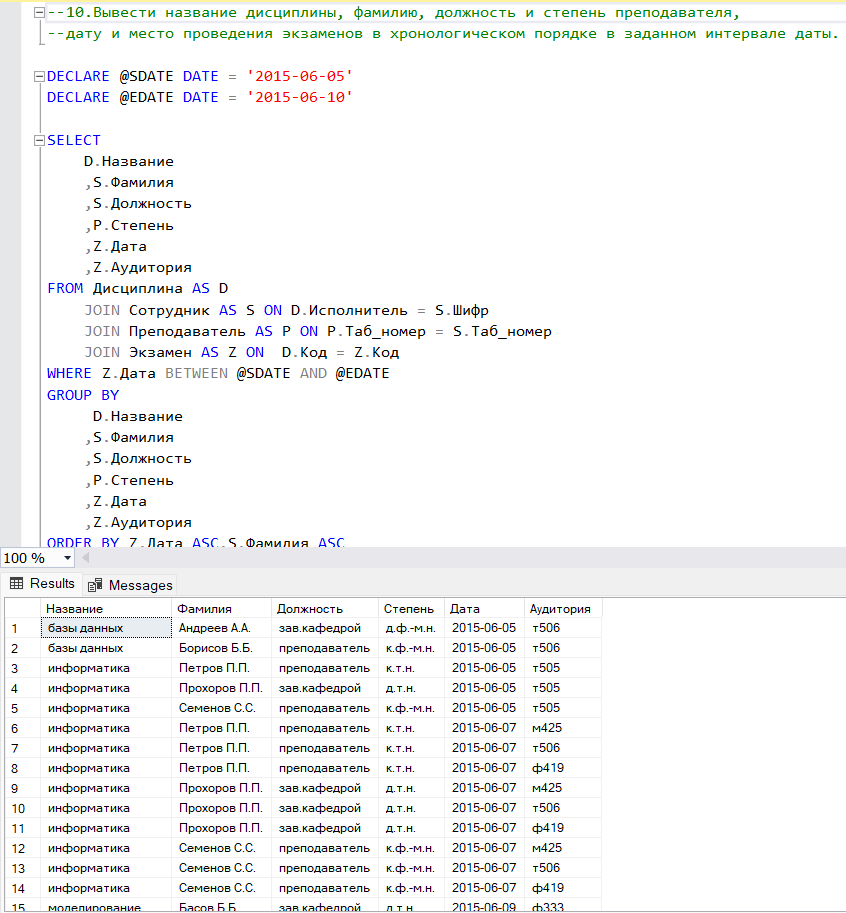 --10.Вывести название дисциплины, фамилию, должность и степень преподавателя,
--дату и место проведения экзаменов в хронологическом порядке в заданном интервале даты.
DECLARE @SDATE DATE = '2015-06-05'
DECLARE @EDATE DATE = '2015-06-10'
SELECT
D.Название
,S.Фамилия
,S.Должность
,P.Степень
,Z.Дата
,Z.Аудитория
FROM Дисциплина AS D
JOIN Сотрудник AS S ON D.Исполнитель = S.Шифр
JOIN Преподаватель AS P ON P.Таб_номер = S.Таб_номер
JOIN Экзамен AS Z ON D.Код = Z.Код
WHERE Z.Дата BETWEEN @SDATE AND @EDATE
GROUP BY
D.Название
,S.Фамилия
,S.Должность
,P.Степень
,Z.Дата
,Z.Аудитория
ORDER BY Z.Дата ASC,S.Фамилия ASC
100 %
Results Messages
Название Фамилия Должность Степень Дата Аудитория
1 базы данных Андреев А.А. зав.кафедрой д.ф.-м.н. 2015-06-05 т506
2 базы данных Борисов Б.Б. преподаватель к.ф.-м.н. 2015-06-05 т506
3 информатика Петров П.П. преподаватель к.т.н. 2015-06-05 т505
4 информатика Прохоров П.П. зав.кафедрой д.т.н. 2015-06-05 т505
5 информатика Семенов С.С. преподаватель к.ф.-м.н. 2015-06-05 т505
6 информатика Петров П.П. преподаватель к.т.н. 2015-06-07 м425
7 информатика Петров П.П. преподаватель к.т.н. 2015-06-07 т506
8 информатика Петров П.П. преподаватель к.т.н. 2015-06-07 ф419
9 информатика Прохоров П.П. зав.кафедрой д.т.н. 2015-06-07 м425
10 информатика Прохоров П.П. зав.кафедрой д.т.н. 2015-06-07 т506
11 информатика Прохоров П.П. зав.кафедрой д.т.н. 2015-06-07 ф419
12 информатика Семенов С.С. преподаватель к.ф.-м.н. 2015-06-07 м425
13 информатика Семенов С.С. преподаватель к.ф.-м.н. 2015-06-07 т506
14 информатика Семенов С.С. преподаватель к.ф.-м.н. 2015-06-07 ф419
15 моделирование Басов Б.Б. зав.кафедрой д.т.н. 2015-06-09 ф333